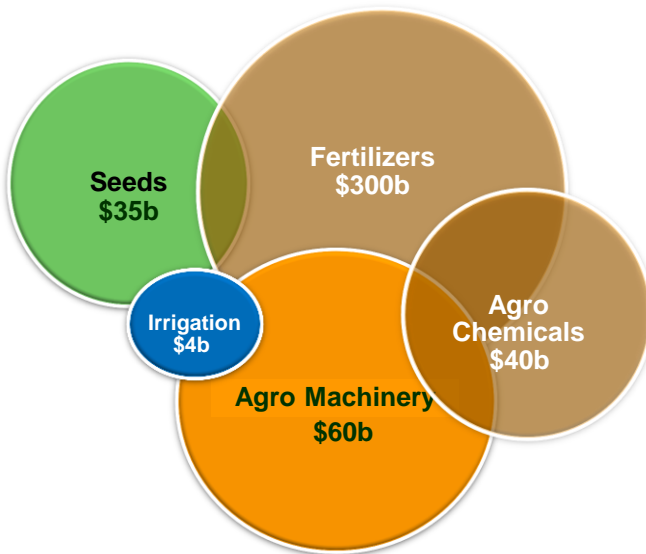 Fertilizers
$300b
Seeds
$35b
Agro
Chemicals
$40b
Irrigation
$4b
Agro Machinery
$60b